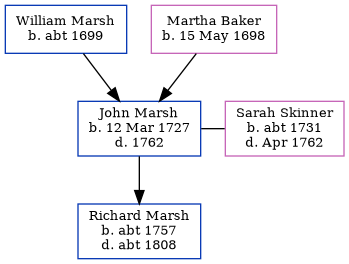 William Marsh
b. abt 1699
Martha Baker
b. 15 May 1698
John Marsh
b. 12 Mar 1727
d. 1762
Sarah Skinner
b. abt 1731
d. Apr 1762
Richard Marsh
b. abt 1757
d. abt 1808